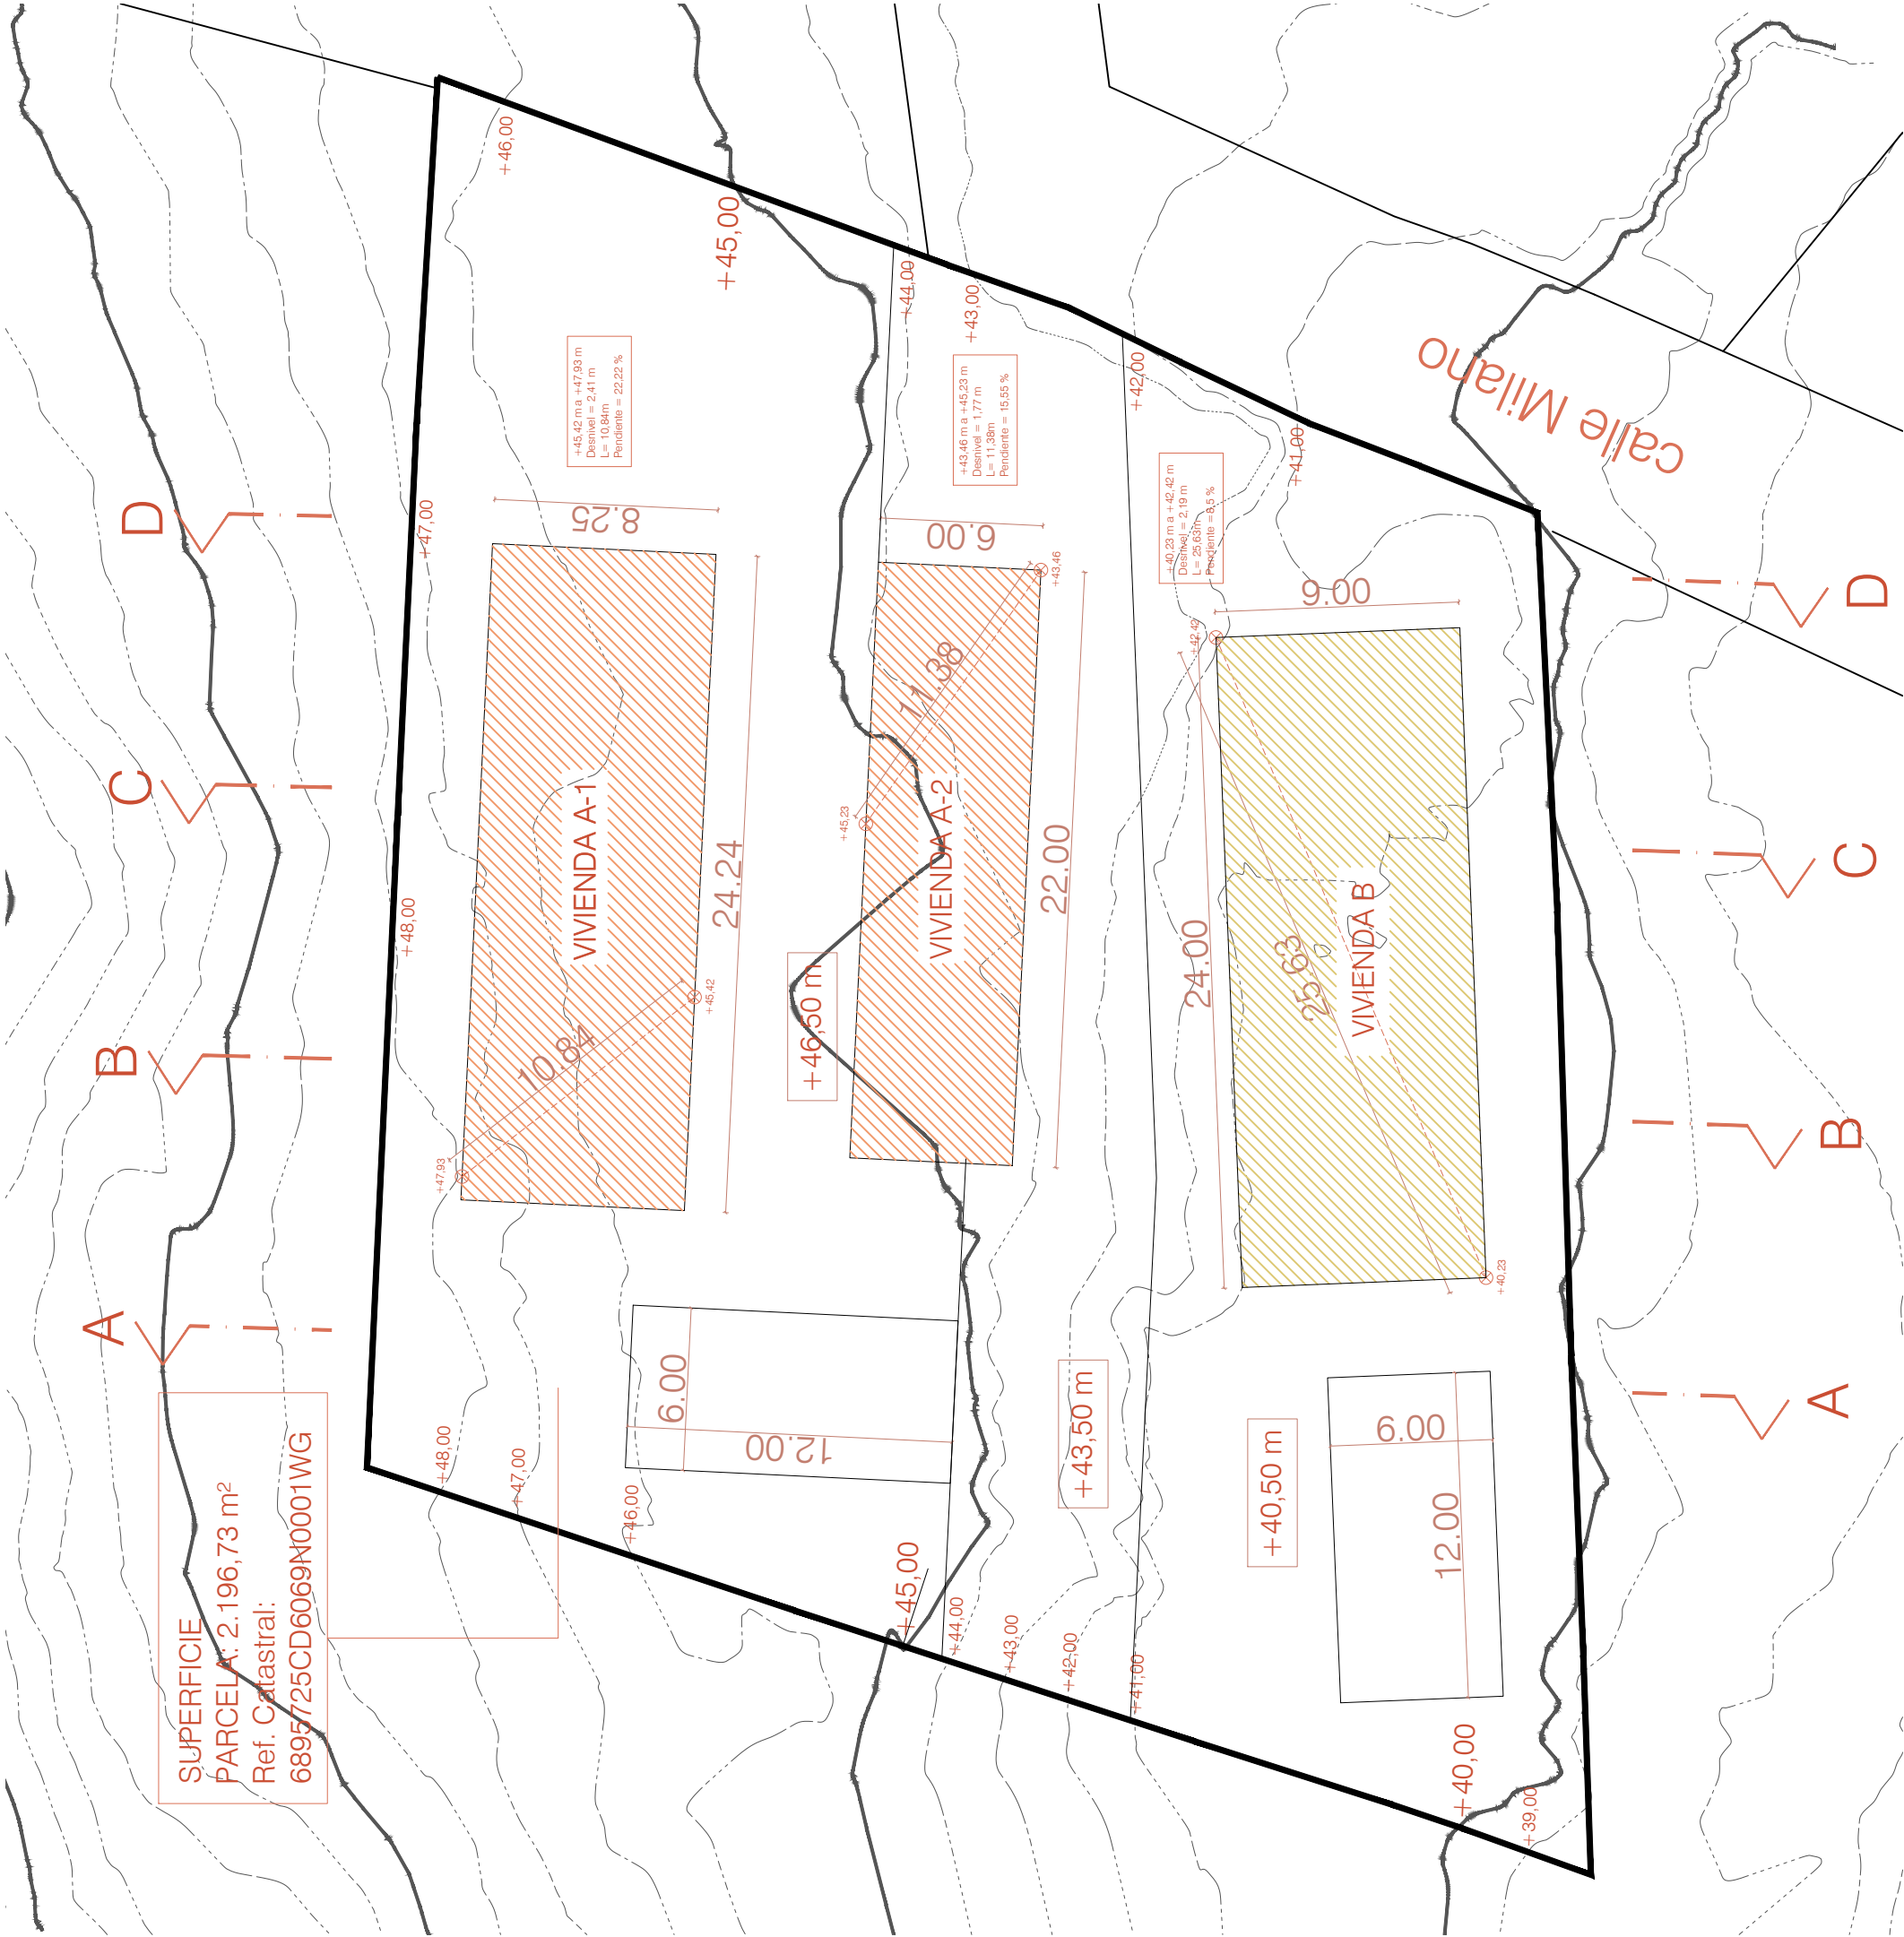 SUPERFICIE
PARCELA: 2.196,73 m²
Ref. Catastral:
6895725CD6069N0001WG
A
B
C
D
+48,00
+47,00
+46,00
+48,00
+47,00
+46,00
+45,00
+45,00
+47,93
+45,42
10.84
VIVIENDA A-1
24.24
8.25
+45,42 m a +47,93 m
Desnivel = 2,41 m
L= 10,84m
Pendiente = 22,22 %
6.00
12.00
+46,50 m
+45,23
+43,46
11.38
VIVIENDA A-2
22.00
6.00
+43,46 m a +45,23 m
Desnivel = 1,77 m
L= 11,38m
Pendiente = 15,55 %
+44,00
+43,00
+42,00
+41,00
+44,00
+43,00
+42,00
+41,00
+43,50 m
+40,23 m a +42,42 m
Desnivel = 2,19 m
L= 25,63m
Pendiente =8,5 %
+42,42
+40,23
24.00
25.63
VIVIENDA B
9.00
+40,50 m
6.00
12.00
+40,00
+39,00
calle Milano
A
B
C
D